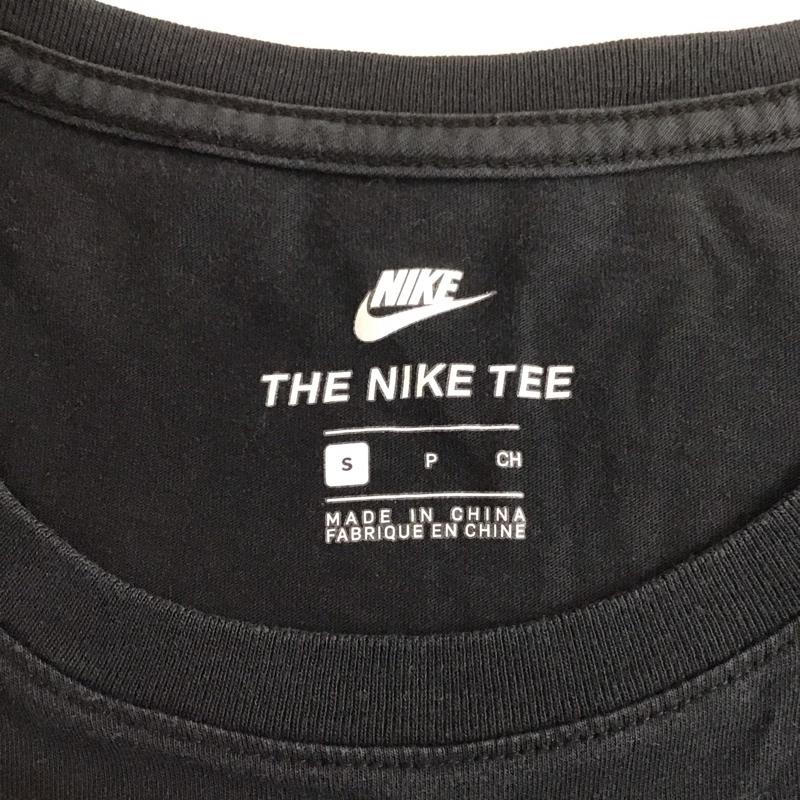 NIKE
THE NIKE TEE
S P CH
MADE IN CHINA
FABRIQUE EN CHINE